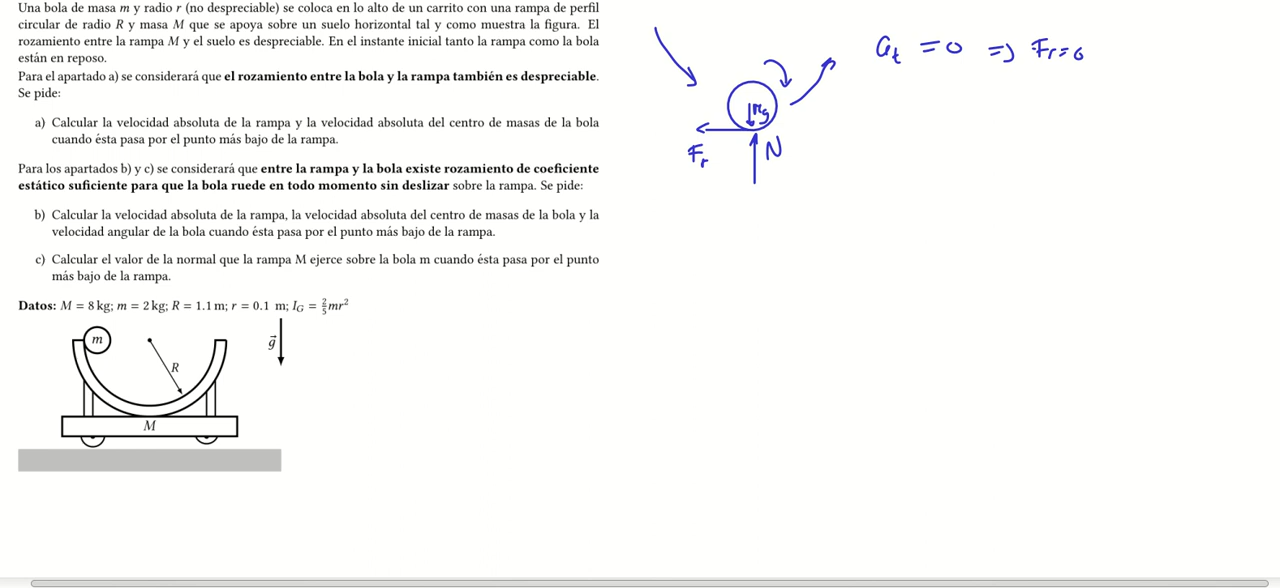 Una bola de masa m y radio r (no despreciable) se coloca en lo alto de un carrito con una rampa de perfil
circular de radio R y masa M que se apoya sobre un suelo horizontal tal y como muestra la figura. El
rozamiento entre la rampa M y el suelo es despreciable. En el instante inicial tanto la rampa como la bola
están en reposo.
Para el apartado a) se considerará que el rozamiento entre la bola y la rampa también es despreciable.
Se pide:
a) Calcular la velocidad absoluta de la rampa y la velocidad absoluta del centro de masas de la bola
cuando ésta pasa por el punto más bajo de la rampa.
Para los apartados b) y c) se considerará que entre la rampa y la bola existe rozamiento de coeficiente
estático suficiente para que la bola ruede en todo momento sin deslizar sobre la rampa. Se pide:
b) Calcular la velocidad absoluta de la rampa, la velocidad absoluta del centro de masas de la bola y la
velocidad angular de la bola cuando ésta pasa por el punto más bajo de la rampa.
c) Calcular el valor de la normal que la rampa M ejerce sobre la bola m cuando ésta pasa por el punto
más bajo de la rampa.
Datos: M = 8 kg; m = 2 kg; R = 1.1 m; r = 0.1 m; I_G = 2/5 mr²
m
R
g⃗
M
mg
F_r
N
a_t = 0 => F_r = 0